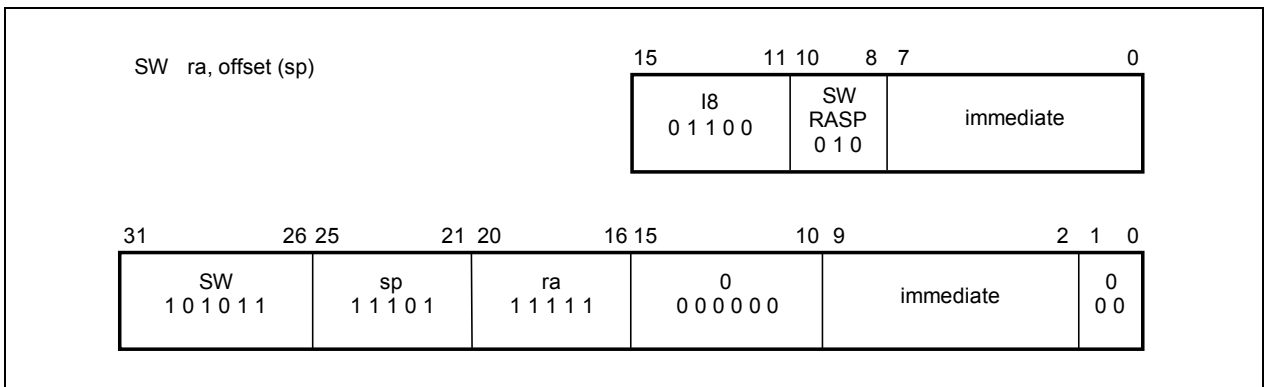 SW ra, offset (sp)
15 11 10 8 7 0
I8
0 1 1 0 0
SW
RASP
0 1 0
immediate
31 26 25 21 20 16 15 10 9 2 1 0
SW
1 0 1 0 1 1
sp
1 1 1 0 1
ra
1 1 1 1 1
0
0 0 0 0 0 0
immediate
0
0 0